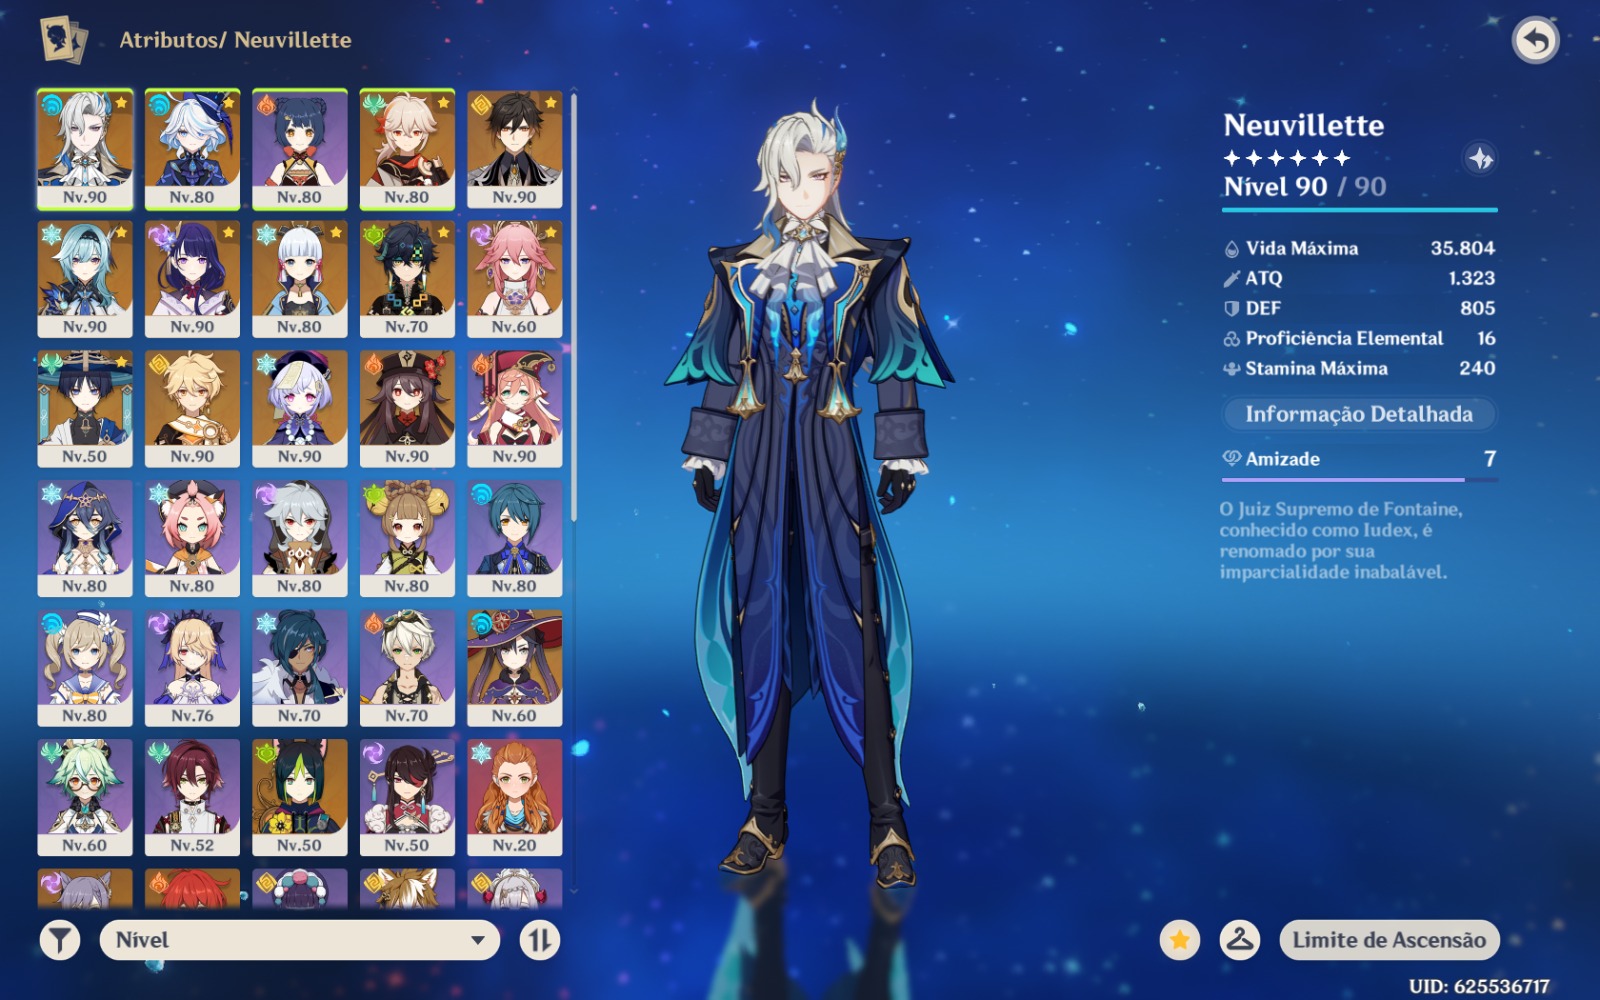 Atributos/ Neuvillette
Nv.90 Nv.80 Nv.80 Nv.80 Nv.90
Nv.90 Nv.90 Nv.80 Nv.70 Nv.60
Nv.50 Nv.90 Nv.90 Nv.90 Nv.90
Nv.80 Nv.80 Nv.80 Nv.80 Nv.80
Nv.80 Nv.76 Nv.70 Nv.70 Nv.60
Nv.60 Nv.52 Nv.50 Nv.50 Nv.20
Nível
Neuvillette
Nível 90 / 90
Vida Máxima 35.804
ATQ 1.323
DEF 805
Proficiência Elemental 16
Stamina Máxima 240
Informação Detalhada
Amizade 7
O Juiz Supremo de Fontaine,
conhecido como Iudex, é
renomado por sua
imparcialidade inabalável.
Limite de Ascensão
UID: 625536717